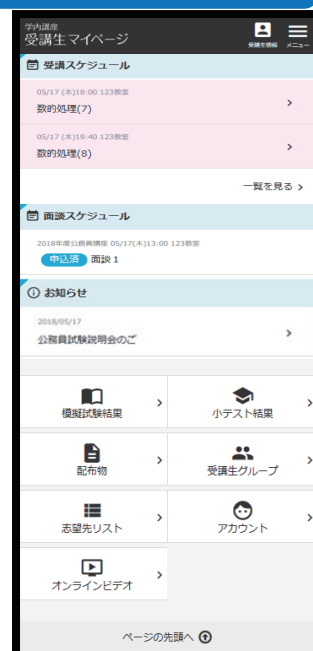 学内講座
受講生マイページ
受講生情報
メニュー
受講スケジュール
05/17 (木)18:00 123教室
数的処理(7)
05/17 (木)19:40 123教室
数的処理(8)
一覧を見る
面談スケジュール
2018年度公務員講座 05/17(木)13:00 123教室
申込済 面談 1
お知らせ
2018/05/17
公務員試験説明会のご
模擬試験結果
小テスト結果
配布物
受講生グループ
志望先リスト
アカウント
オンラインビデオ
ページの先頭へ